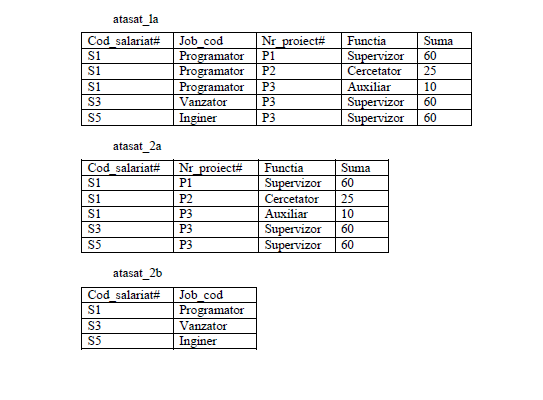 atasat_1a
Cod_salariat# Job_cod Nr_proiect# Functia Suma
S1 Programator P1 Supervizor 60
S1 Programator P2 Cercetator 25
S1 Programator P3 Auxiliar 10
S3 Vanzator P3 Supervizor 60
S5 Inginer P3 Supervizor 60
atasat_2a
Cod_salariat# Nr_proiect# Functia Suma
S1 P1 Supervizor 60
S1 P2 Cercetator 25
S1 P3 Auxiliar 10
S3 P3 Supervizor 60
S5 P3 Supervizor 60
atasat_2b
Cod_salariat# Job_cod
S1 Programator
S3 Vanzator
S5 Inginer